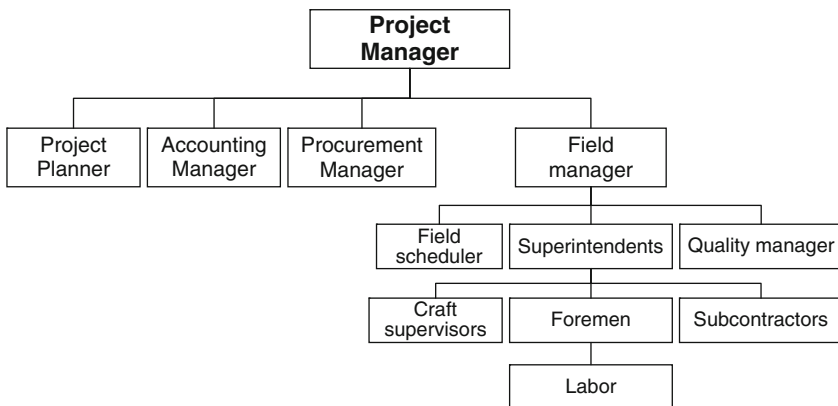 Project
Manager
Project
Planner
Accounting
Manager
Procurement
Manager
Field
manager
Field
scheduler
Superintendents
Quality manager
Craft
supervisors
Foremen
Subcontractors
Labor